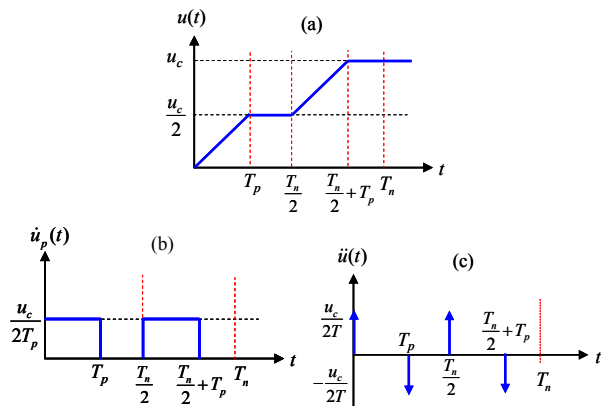 (a)
u(t)
u_c
u_c/2
T_p
T_n/2
T_n/2 + T_p
T_n
t
(b)
u̇_p(t)
u_c/2T_p
T_p
T_n/2
T_n/2 + T_p
T_n
t
(c)
ü(t)
u_c/2T
-u_c/2T
T_p
T_n/2
T_n/2 + T_p
T_n
t